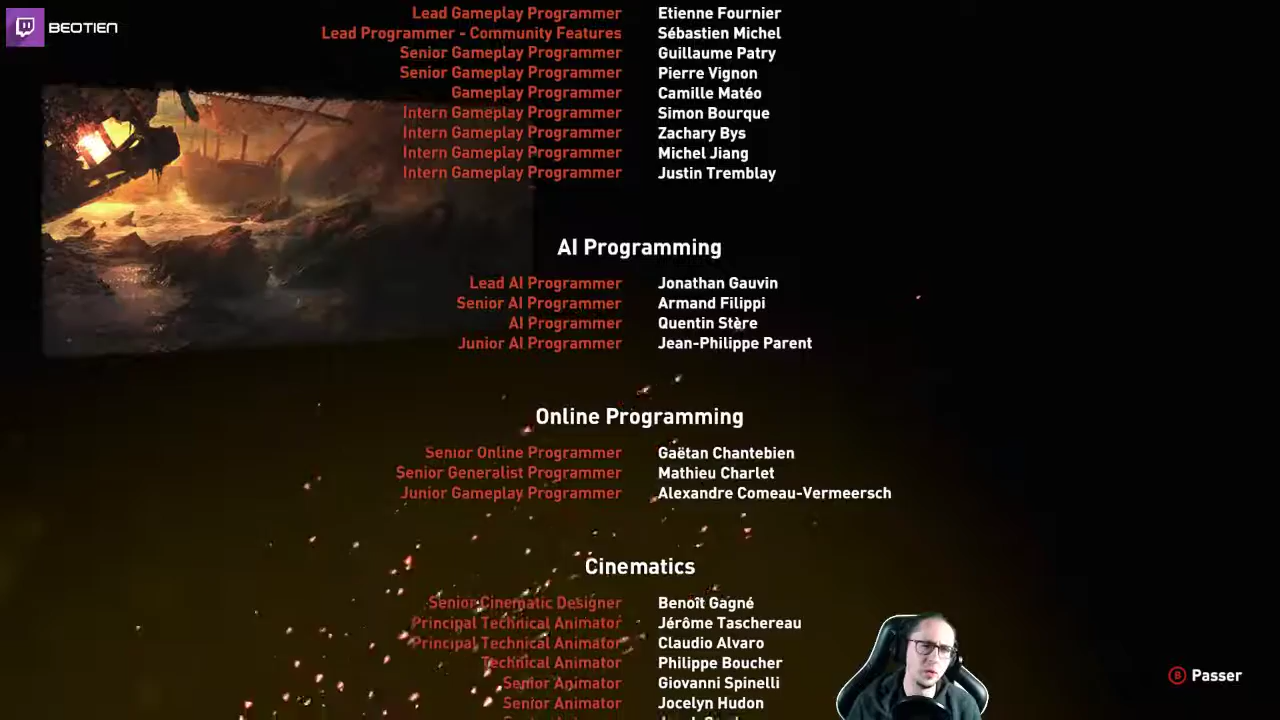 BEOTIEN
Lead Gameplay Programmer Etienne Fournier
Lead Programmer - Community Features Sébastien Michel
Senior Gameplay Programmer Guillaume Patry
Senior Gameplay Programmer Pierre Vignon
Gameplay Programmer Camille Matéo
Intern Gameplay Programmer Simon Bourque
Intern Gameplay Programmer Zachary Bys
Intern Gameplay Programmer Michel Jiang
Intern Gameplay Programmer Justin Tremblay
AI Programming
Lead AI Programmer Jonathan Gauvin
Senior AI Programmer Armand Filippi
AI Programmer Quentin Stère
Junior AI Programmer Jean-Philippe Parent
Online Programming
Senior Online Programmer Gaëtan Chantebien
Senior Generalist Programmer Mathieu Charlet
Junior Gameplay Programmer Alexandre Comeau-Vermeersch
Cinematics
Senior Cinematic Designer Benoît Gagné
Principal Technical Animator Jérôme Taschereau
Principal Technical Animator Claudio Alvaro
Technical Animator Philippe Boucher
Senior Animator Giovanni Spinelli
Senior Animator Jocelyn Hudon
B Passer